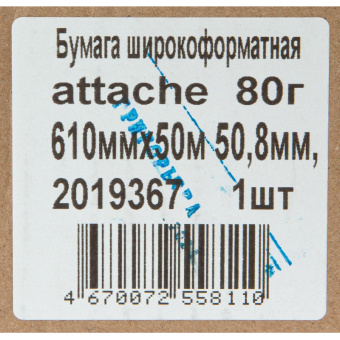 Бумага широкоформатная
attache 80г
610ммх50м 50,8мм,
2019367 1шт
4 670072 558110